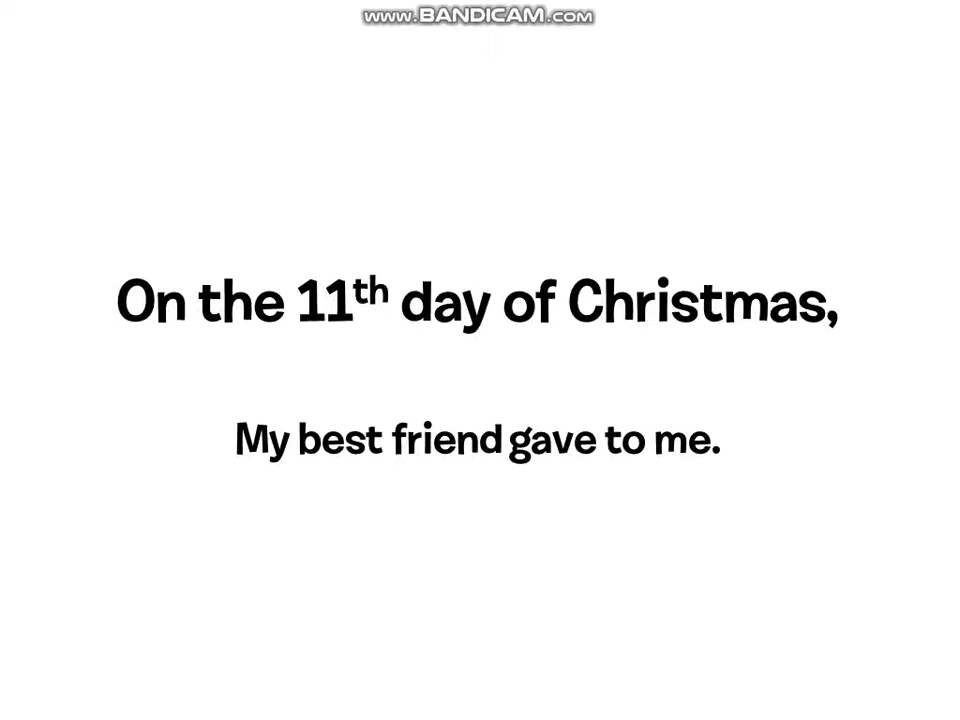 www.BANDICAM.com
On the 11th day of Christmas,
My best friend gave to me.